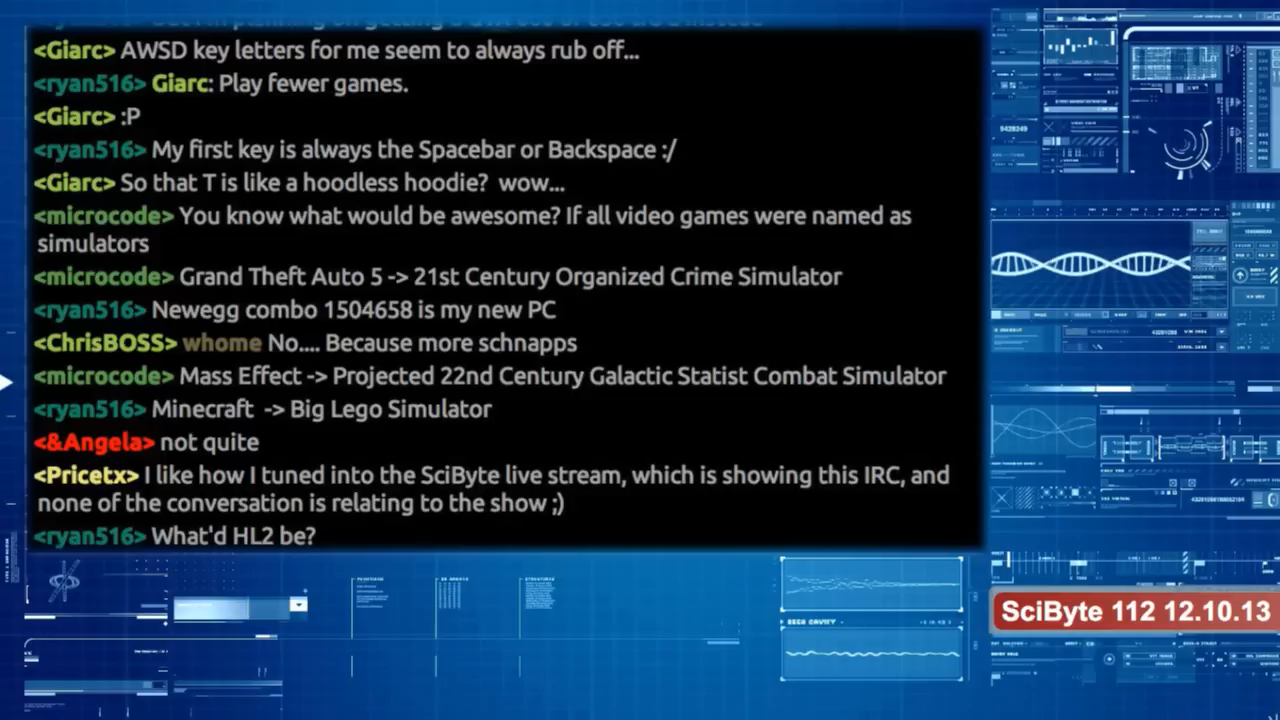 <Giarc> AWSD key letters for me seem to always rub off...
<ryan516> Giarc: Play fewer games.
<Giarc> :P
<ryan516> My first key is always the Spacebar or Backspace :/
<Giarc> So that T is like a hoodless hoodie?  wow...
<microcode> You know what would be awesome? If all video games were named as
simulators
<microcode> Grand Theft Auto 5 -> 21st Century Organized Crime Simulator
<ryan516> Newegg combo 1504658 is my new PC
<ChrisBOSS> whome No.... Because more schnapps
<microcode> Mass Effect -> Projected 22nd Century Galactic Statist Combat Simulator
<ryan516> Minecraft  -> Big Lego Simulator
<&Angela> not quite
<Pricetx> I like how I tuned into the SciByte live stream, which is showing this IRC, and
none of the conversation is relating to the show ;)
<ryan516> What'd HL2 be?
SciByte 112 12.10.13
9428249